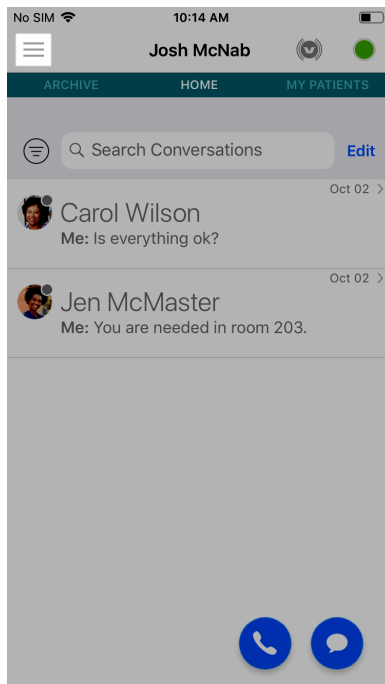 No SIM 10:14 AM
Josh McNab
ARCHIVE HOME MY PATIENTS
Search Conversations Edit
Oct 02
Carol Wilson
Me: Is everything ok?
Oct 02
Jen McMaster
Me: You are needed in room 203.